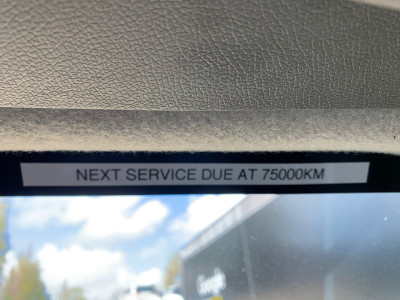 NEXT SERVICE DUE AT 75000KM
Google